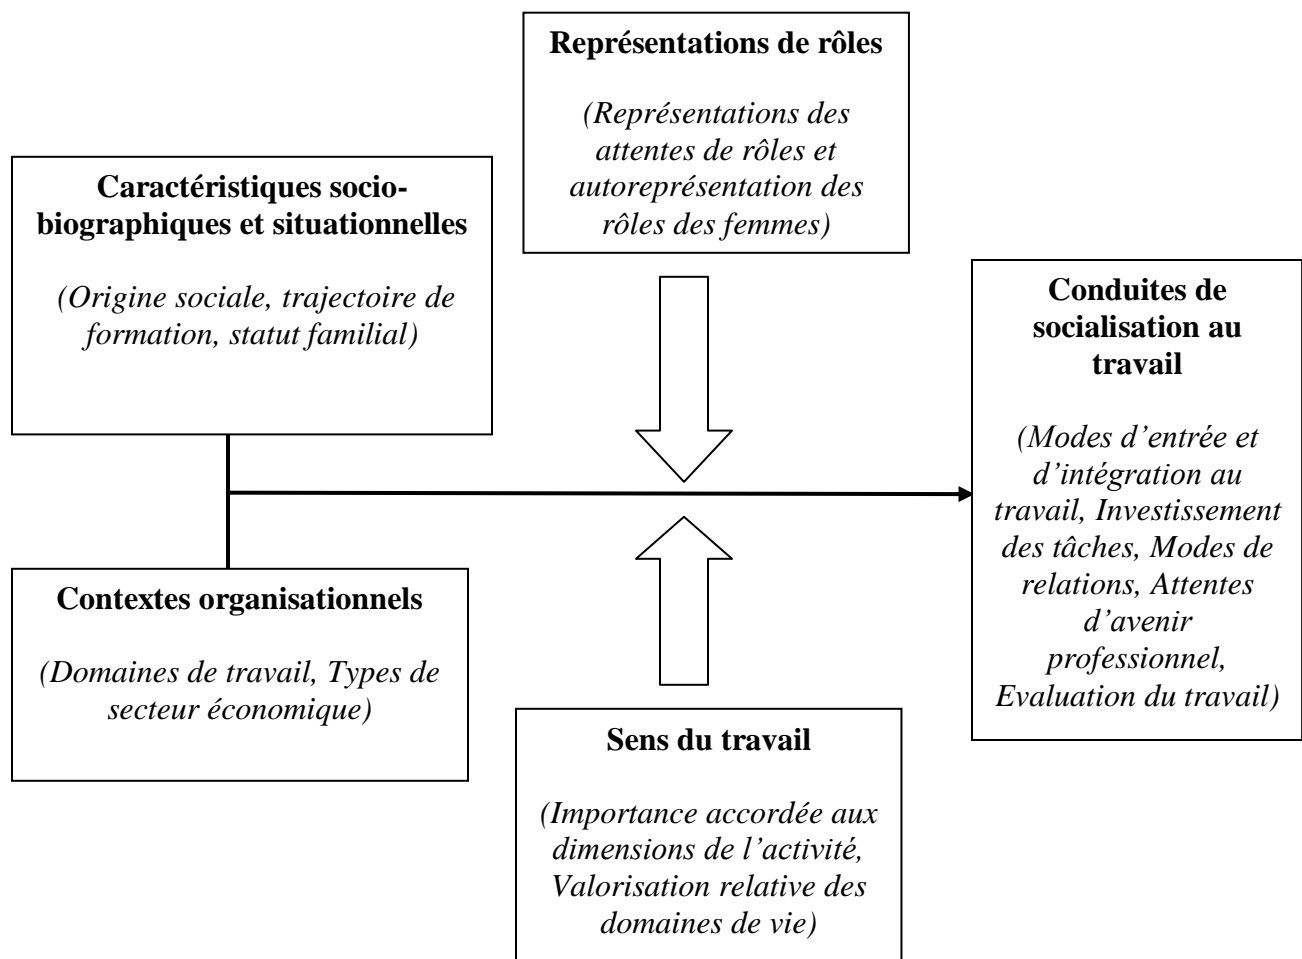 Représentations de rôles
(Représentations des
attentes de rôles et
autoreprésentation des
rôles des femmes)
Caractéristiques socio-
biographiques et situationnelles
(Origine sociale, trajectoire de
formation, statut familial)
Conduites de
socialisation au
travail
(Modes d’entrée et
d’intégration au
travail, Investissement
des tâches, Modes de
relations, Attentes
d’avenir
professionnel,
Evaluation du travail)
Contextes organisationnels
(Domaines de travail, Types de
secteur économique)
Sens du travail
(Importance accordée aux
dimensions de l’activité,
Valorisation relative des
domaines de vie)